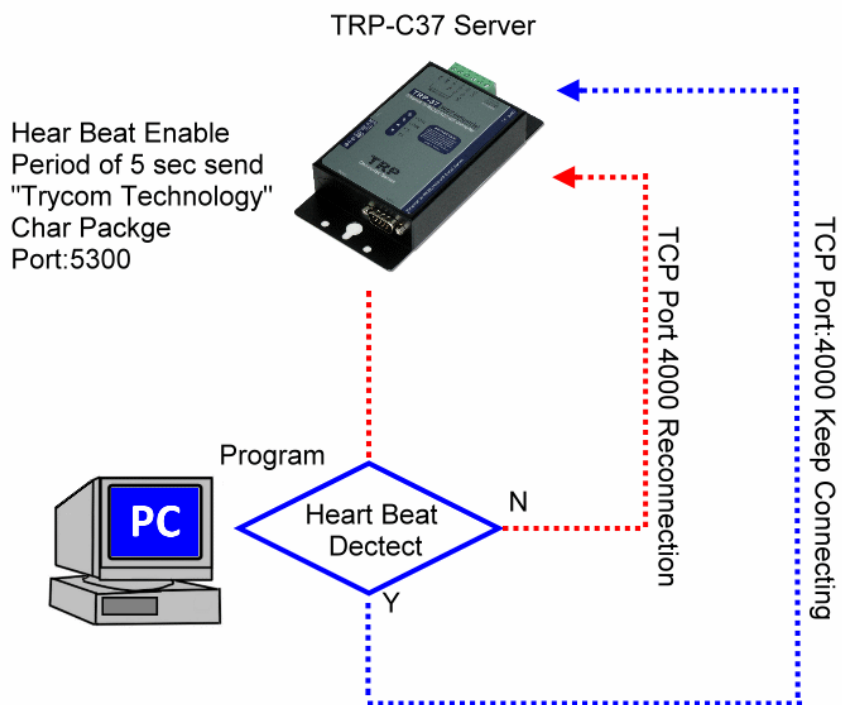 TRP-C37 Server
Hear Beat Enable
Period of 5 sec send
"Trycom Technology"
Char Packge
Port:5300
TRP
TCP Port 4000 Reconnection
TCP Port:4000 Keep Connecting
Program
PC
Heart Beat
Dectect
N
Y